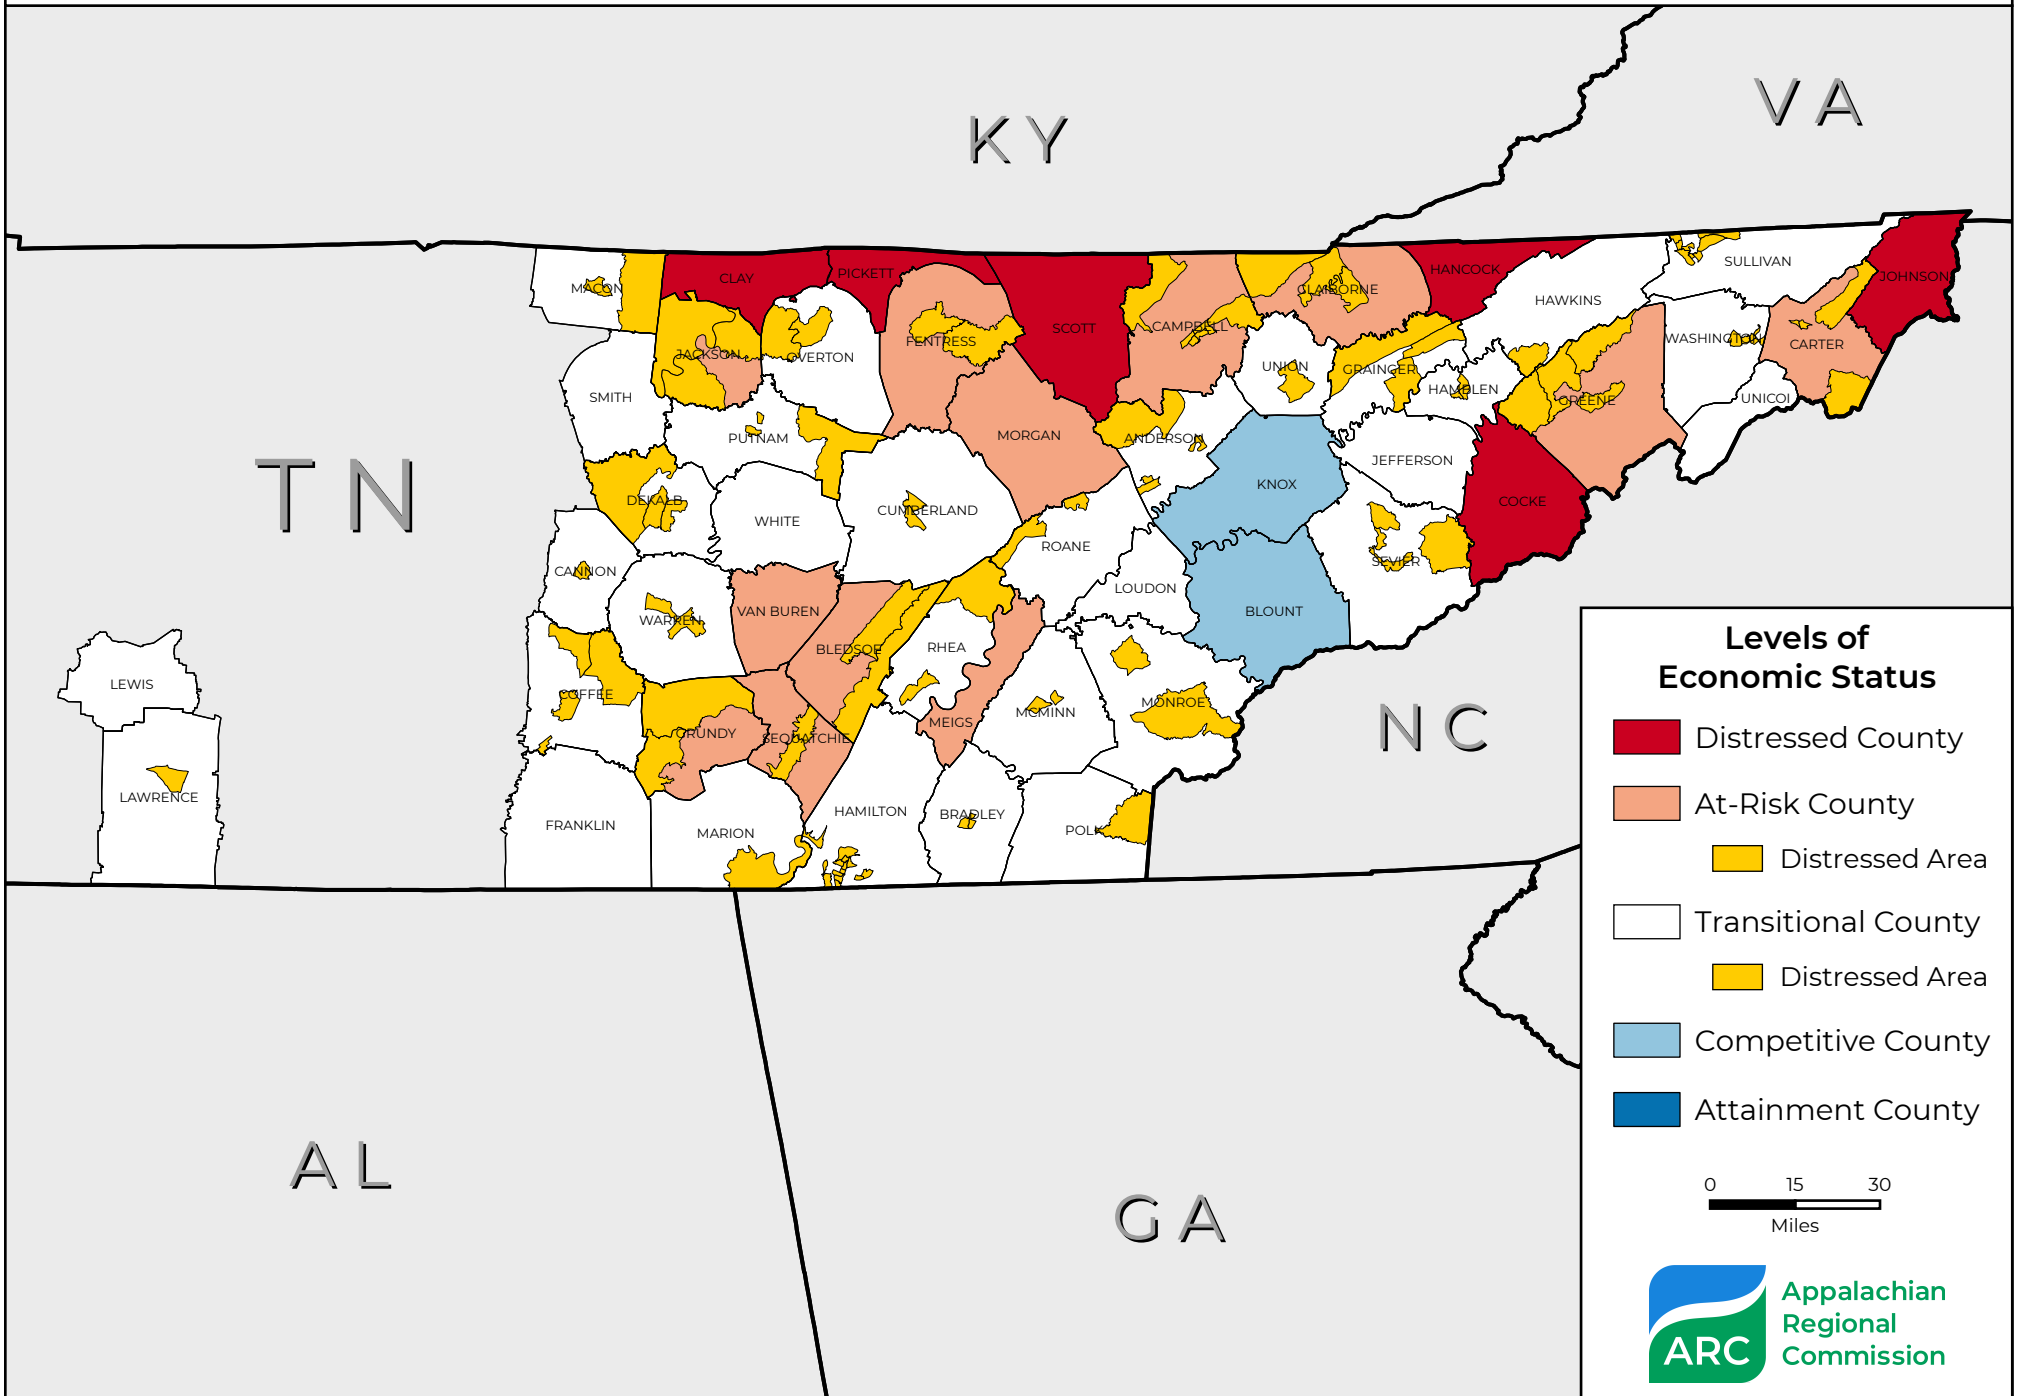 KY
VA
TN
NC
AL
GA
MACON
CLAY
PICKETT
SCOTT
CAMPBELL
CLAIBORNE
HANCOCK
HAWKINS
SULLIVAN
JOHNSON
JACKSON
OVERTON
FENTRESS
UNION
GRAINGER
HAMBLEN
GREENE
WASHINGTON
CARTER
UNICOI
SMITH
PUTNAM
MORGAN
ANDERSON
KNOX
JEFFERSON
COCKE
DEKALB
WHITE
CUMBERLAND
ROANE
SEVIER
CANNON
WARREN
VAN BUREN
BLEDSOE
RHEA
LOUDON
BLOUNT
LEWIS
COFFEE
GRUNDY
SEQUATCHIE
MEIGS
MCMINN
MONROE
LAWRENCE
FRANKLIN
MARION
HAMILTON
BRADLEY
POLK
Levels of
Economic Status
Distressed County
At-Risk County
Distressed Area
Transitional County
Distressed Area
Competitive County
Attainment County
0 15 30
Miles
ARC
Appalachian
Regional
Commission